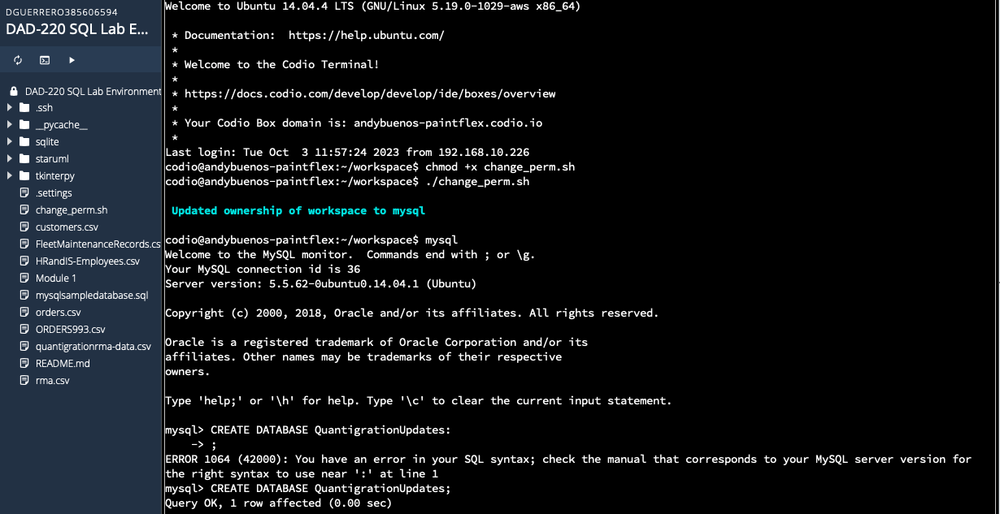 DGUERRERO385606594
DAD-220 SQL Lab E...
DAD-220 SQL Lab Environment
.ssh
__pycache__
sqlite
staruml
tkinterpy
.settings
change_perm.sh
customers.csv
FleetMaintenanceRecords.cs
HRandIS-Employees.csv
Module 1
mysqlsampledatabase.sql
orders.csv
ORDERS993.csv
quantigrationrma-data.csv
README.md
rma.csv
Welcome to Ubuntu 14.04.4 LTS (GNU/Linux 5.19.0-1029-aws x86_64)
* Documentation:  https://help.ubuntu.com/
*
* Welcome to the Codio Terminal!
*
* https://docs.codio.com/develop/develop/ide/boxes/overview
*
* Your Codio Box domain is: andybuenos-paintflex.codio.io
*
Last login: Tue Oct  3 11:57:24 2023 from 192.168.10.226
codio@andybuenos-paintflex:~/workspace$ chmod +x change_perm.sh
codio@andybuenos-paintflex:~/workspace$ ./change_perm.sh
Updated ownership of workspace to mysql
codio@andybuenos-paintflex:~/workspace$ mysql
Welcome to the MySQL monitor.  Commands end with ; or \g.
Your MySQL connection id is 36
Server version: 5.5.62-0ubuntu0.14.04.1 (Ubuntu)
Copyright (c) 2000, 2018, Oracle and/or its affiliates. All rights reserved.
Oracle is a registered trademark of Oracle Corporation and/or its
affiliates. Other names may be trademarks of their respective
owners.
Type 'help;' or '\h' for help. Type '\c' to clear the current input statement.
mysql> CREATE DATABASE QuantigrationUpdates:
-> ;
ERROR 1064 (42000): You have an error in your SQL syntax; check the manual that corresponds to your MySQL server version for
the right syntax to use near ':' at line 1
mysql> CREATE DATABASE QuantigrationUpdates;
Query OK, 1 row affected (0.00 sec)